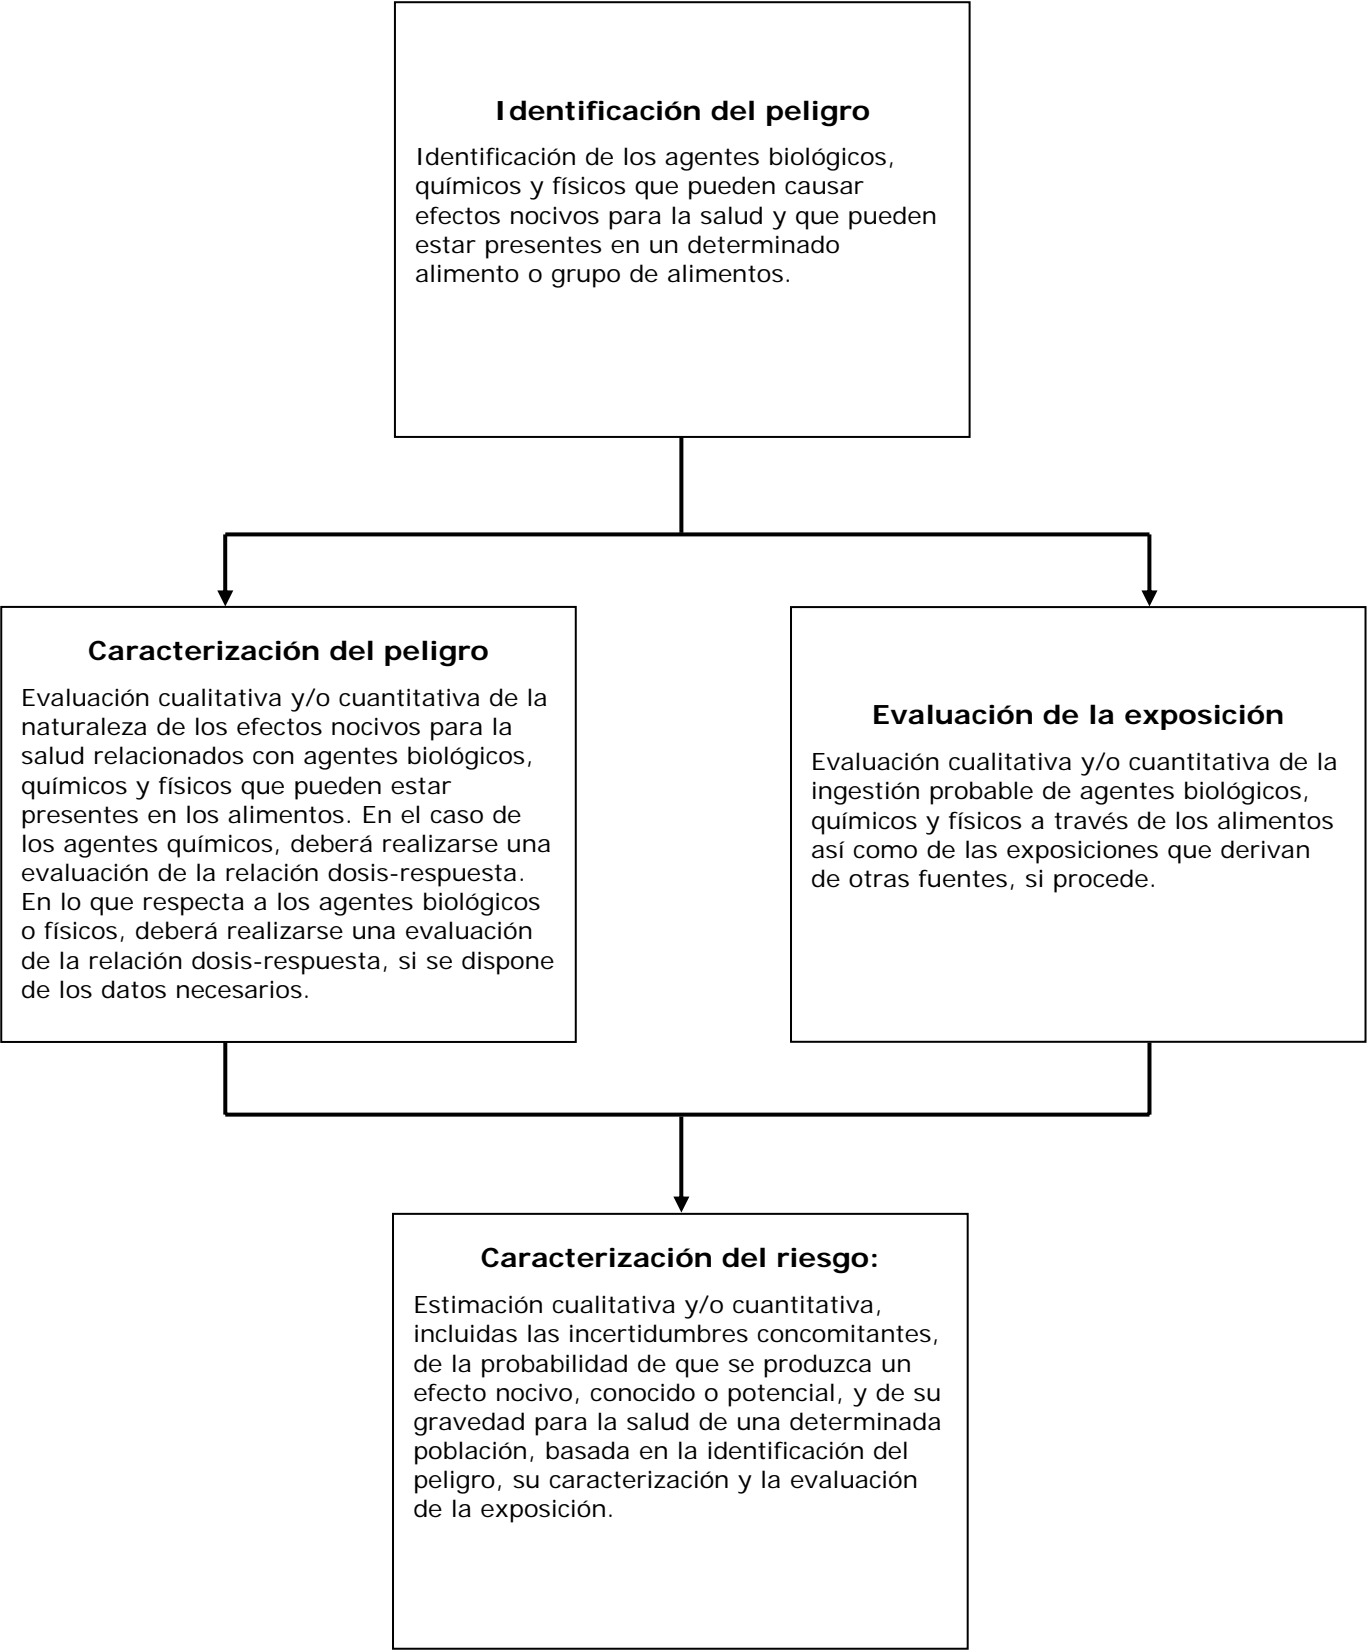 Identificación del peligro
Identificación de los agentes biológicos,
químicos y físicos que pueden causar
efectos nocivos para la salud y que pueden
estar presentes en un determinado
alimento o grupo de alimentos.
Caracterización del peligro
Evaluación cualitativa y/o cuantitativa de la
naturaleza de los efectos nocivos para la
salud relacionados con agentes biológicos,
químicos y físicos que pueden estar
presentes en los alimentos. En el caso de
los agentes químicos, deberá realizarse una
evaluación de la relación dosis-respuesta.
En lo que respecta a los agentes biológicos
o físicos, deberá realizarse una evaluación
de la relación dosis-respuesta, si se dispone
de los datos necesarios.
Evaluación de la exposición
Evaluación cualitativa y/o cuantitativa de la
ingestión probable de agentes biológicos,
químicos y físicos a través de los alimentos
así como de las exposiciones que derivan
de otras fuentes, si procede.
Caracterización del riesgo:
Estimación cualitativa y/o cuantitativa,
incluidas las incertidumbres concomitantes,
de la probabilidad de que se produzca un
efecto nocivo, conocido o potencial, y de su
gravedad para la salud de una determinada
población, basada en la identificación del
peligro, su caracterización y la evaluación
de la exposición.